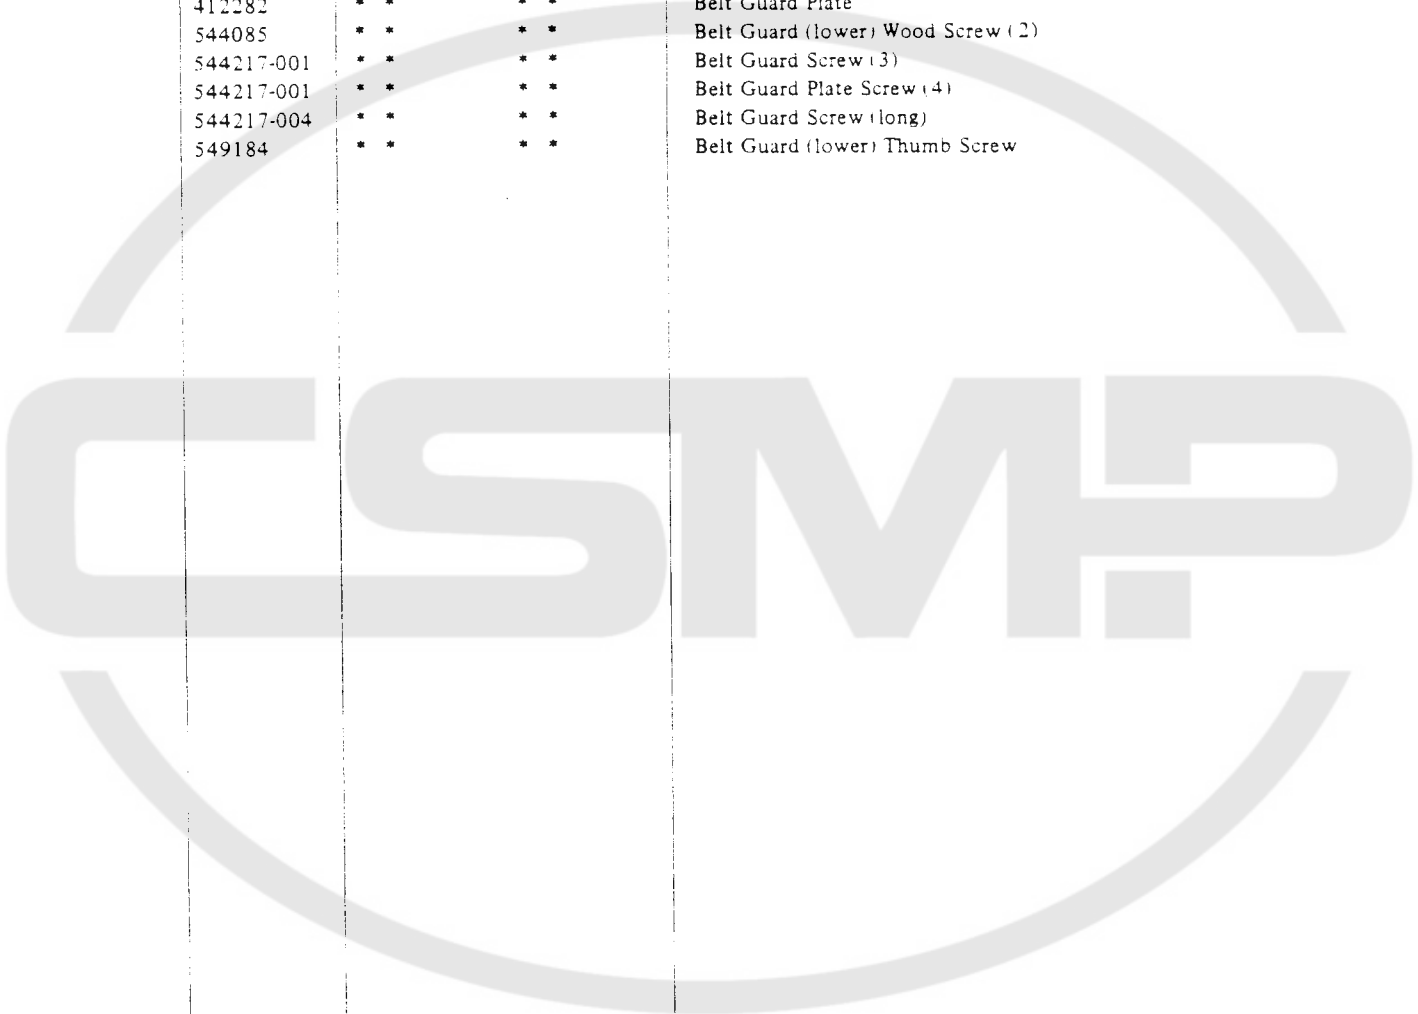 412282 * * * * Belt Guard Plate
544085 * * * * Belt Guard (lower) Wood Screw (2)
544217-001 * * * * Belt Guard Screw (3)
544217-001 * * * * Belt Guard Plate Screw (4)
544217-004 * * * * Belt Guard Screw (long)
549184 * * * * Belt Guard (lower) Thumb Screw
CSMP